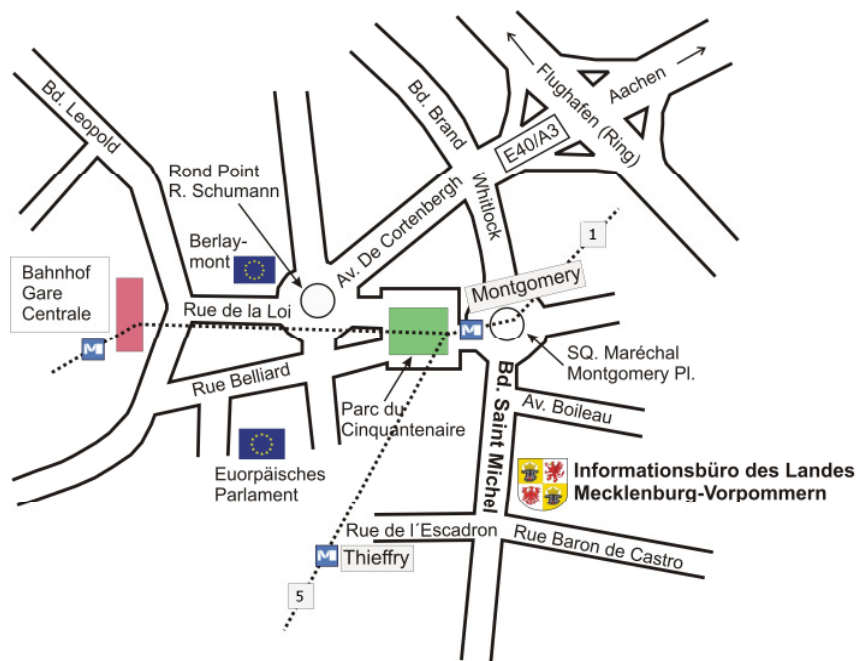 Bd. Leopold
Bd. Brand
Whitlock
Flughafen (Ring)
Aachen
E40/A3
Rond Point
R. Schumann
Av. De Cortenbergh
Berlay-
mont
1
Bahnhof
Gare
Centrale
Montgomery
Rue de la Loi
M
M
SQ. Maréchal
Montgomery Pl.
Rue Belliard
Parc du
Cinquantenaire
Bd. Saint Michel
Av. Boileau
Euorpäisches
Parlament
Informationsbüro des Landes
Mecklenburg-Vorpommern
Rue de l´Escadron
Rue Baron de Castro
M
Thieffry
5